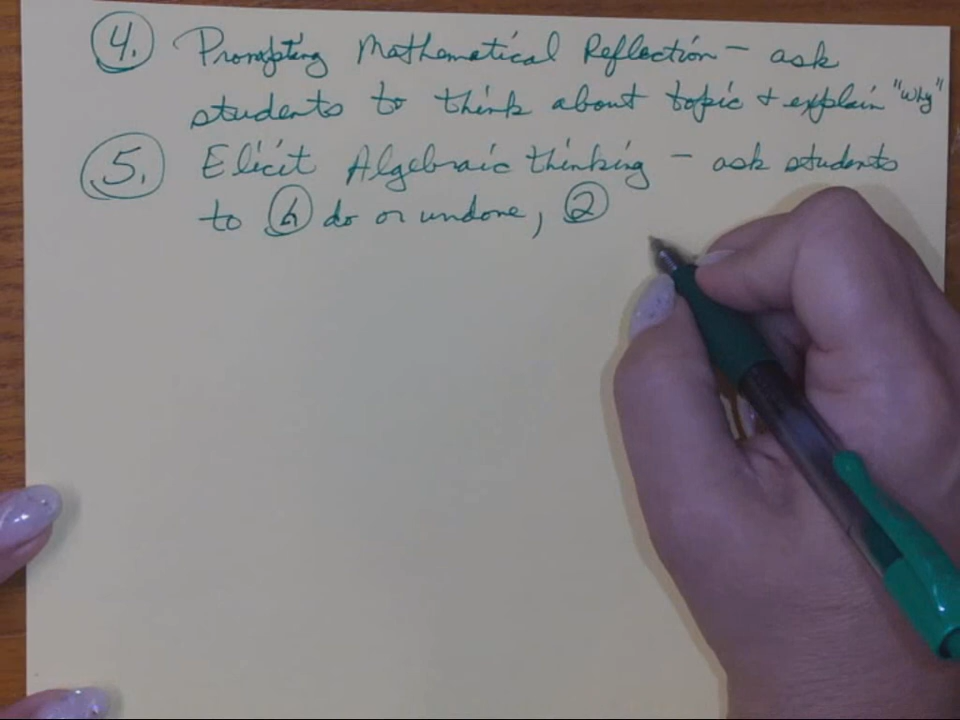 4. Prompting Mathematical Reflection - ask
students to think about topic + explain "why"
5. Elicit Algebraic thinking - ask students
to do or undone, 2